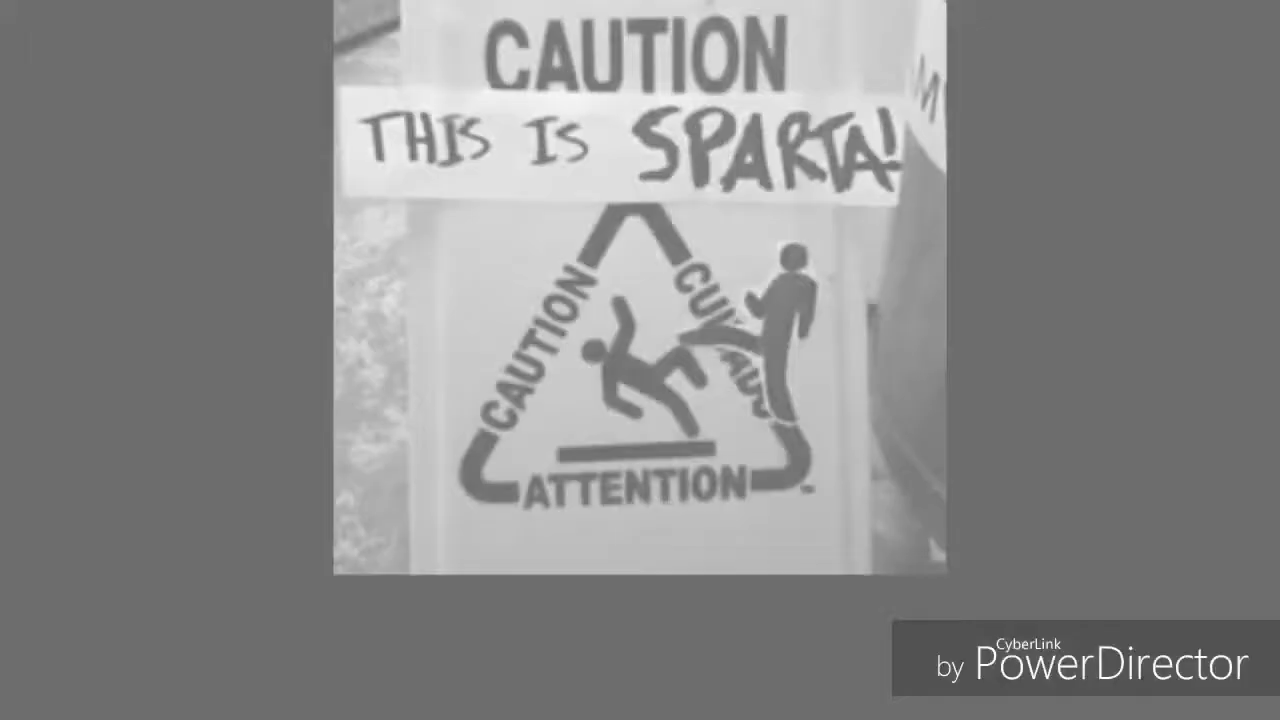 CAUTION
THIS IS SPARTA!
CAUTION
ATTENTION
CyberLink
by PowerDirector